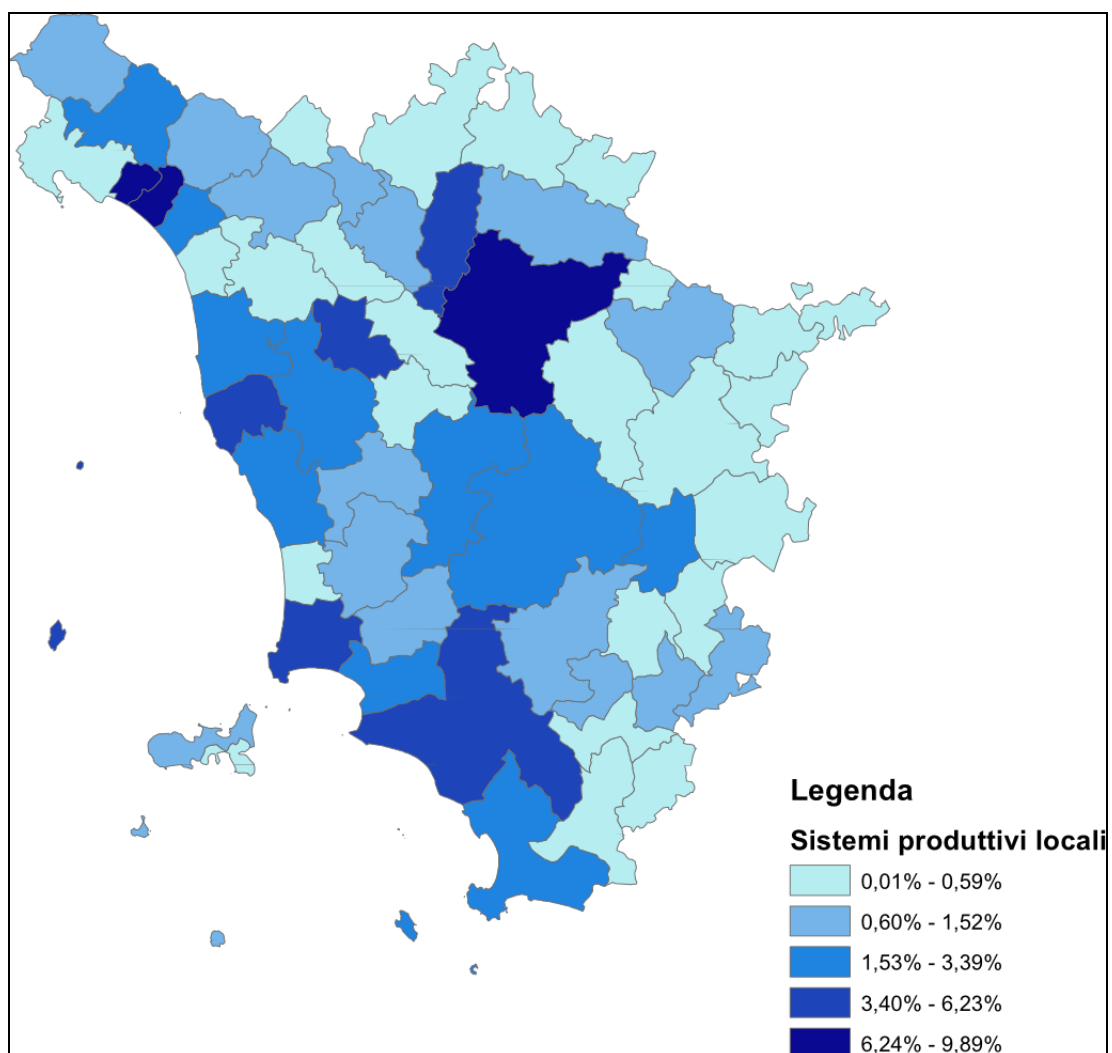 Legenda
Sistemi produttivi locali
0,01% - 0,59%
0,60% - 1,52%
1,53% - 3,39%
3,40% - 6,23%
6,24% - 9,89%